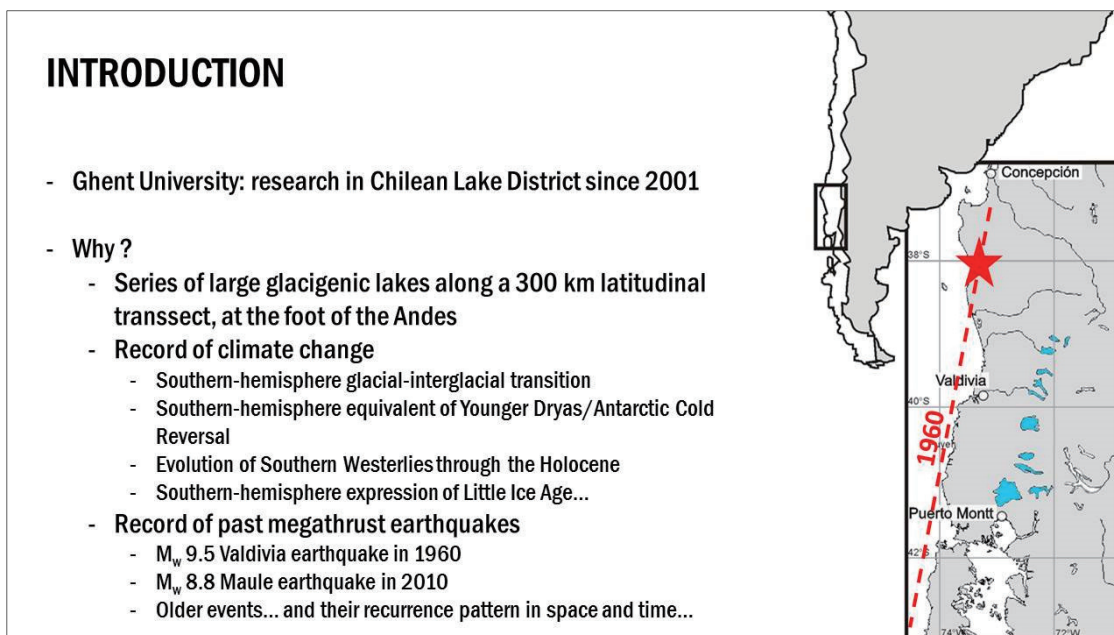 INTRODUCTION
- Ghent University: research in Chilean Lake District since 2001
- Why ?
- Series of large glacigenic lakes along a 300 km latitudinal
transsect, at the foot of the Andes
- Record of climate change
- Southern-hemisphere glacial-interglacial transition
- Southern-hemisphere equivalent of Younger Dryas/Antarctic Cold
Reversal
- Evolution of Southern Westerlies through the Holocene
- Southern-hemisphere expression of Little Ice Age...
- Record of past megathrust earthquakes
- Mw 9.5 Valdivia earthquake in 1960
- Mw 8.8 Maule earthquake in 2010
- Older events... and their recurrence pattern in space and time...
Concepción
38°S
Valdivia
40°S
1960
Puerto Montt
42°S
74°W
72°W